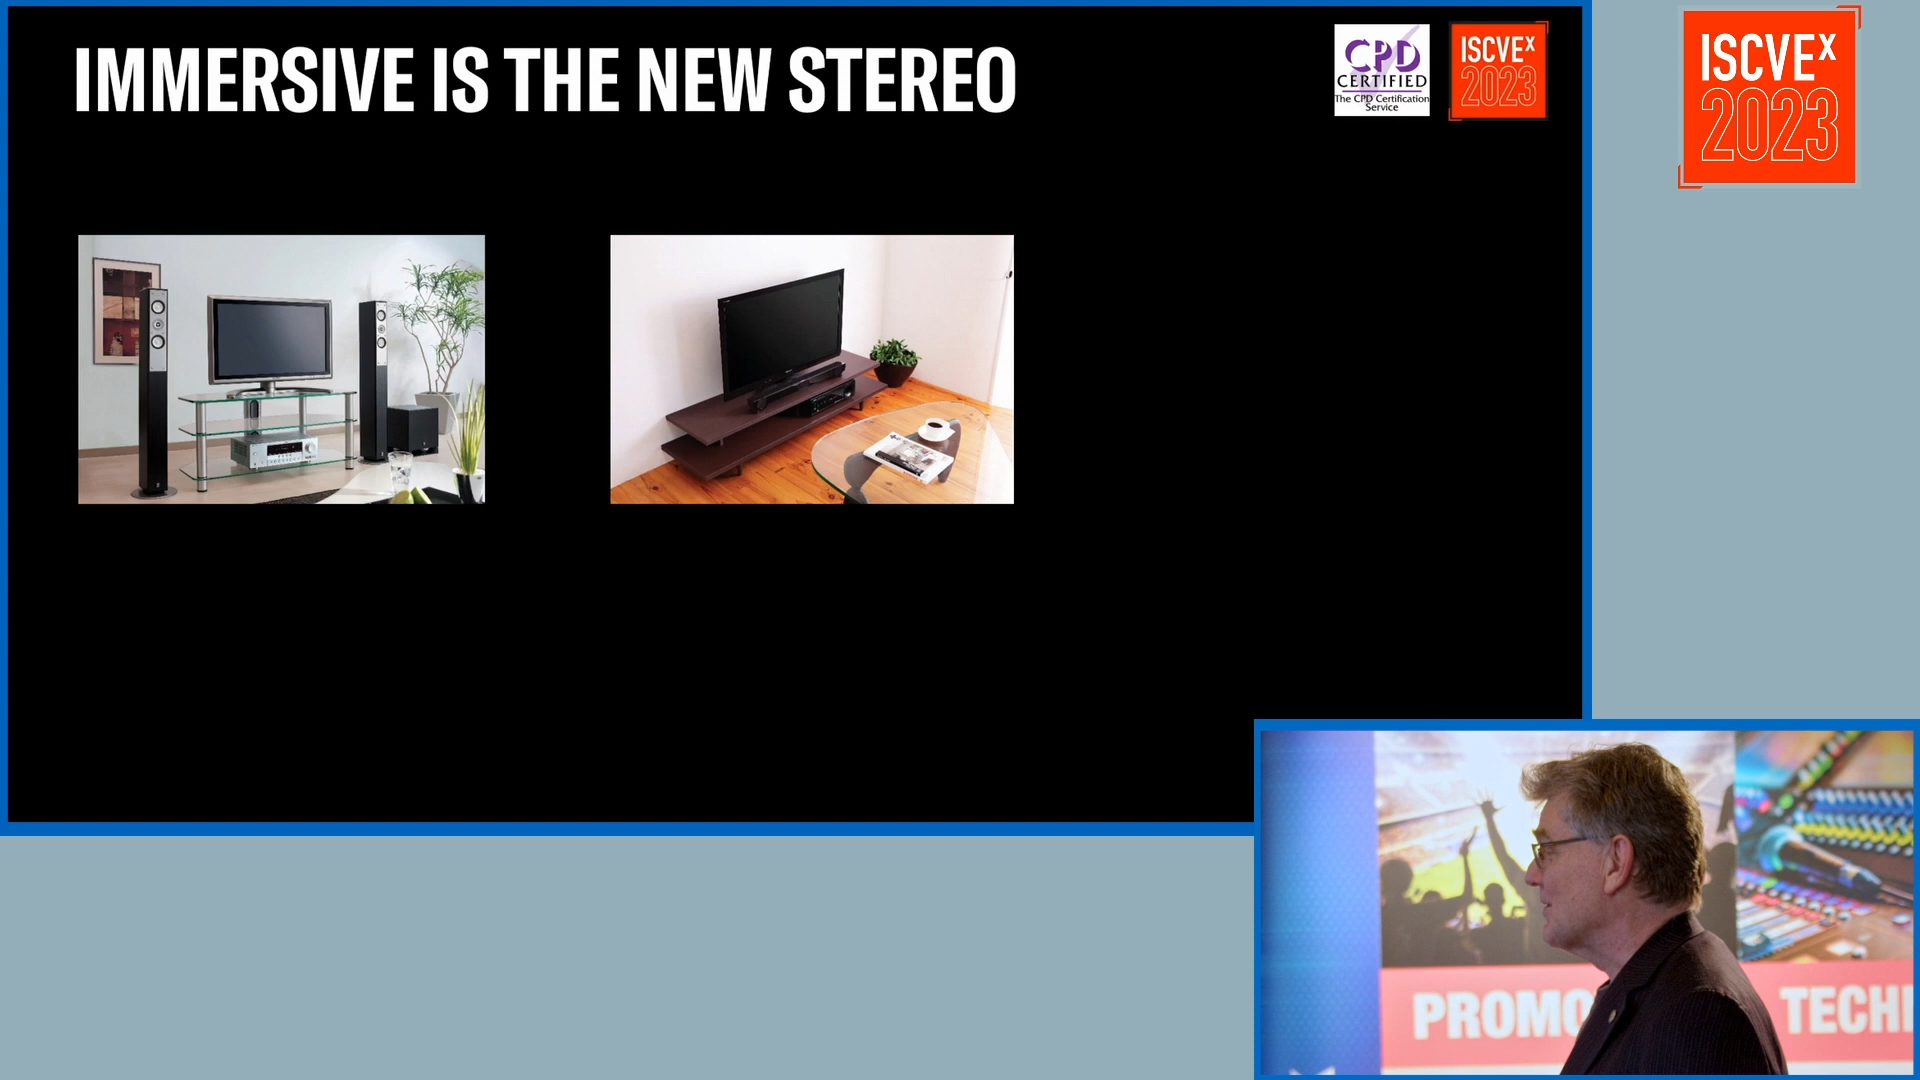 IMMERSIVE IS THE NEW STEREO
CPD
CERTIFIED
The CPD Certification
Service
ISCVEx
2023
ISCVEx
2023
PROMO
TECH